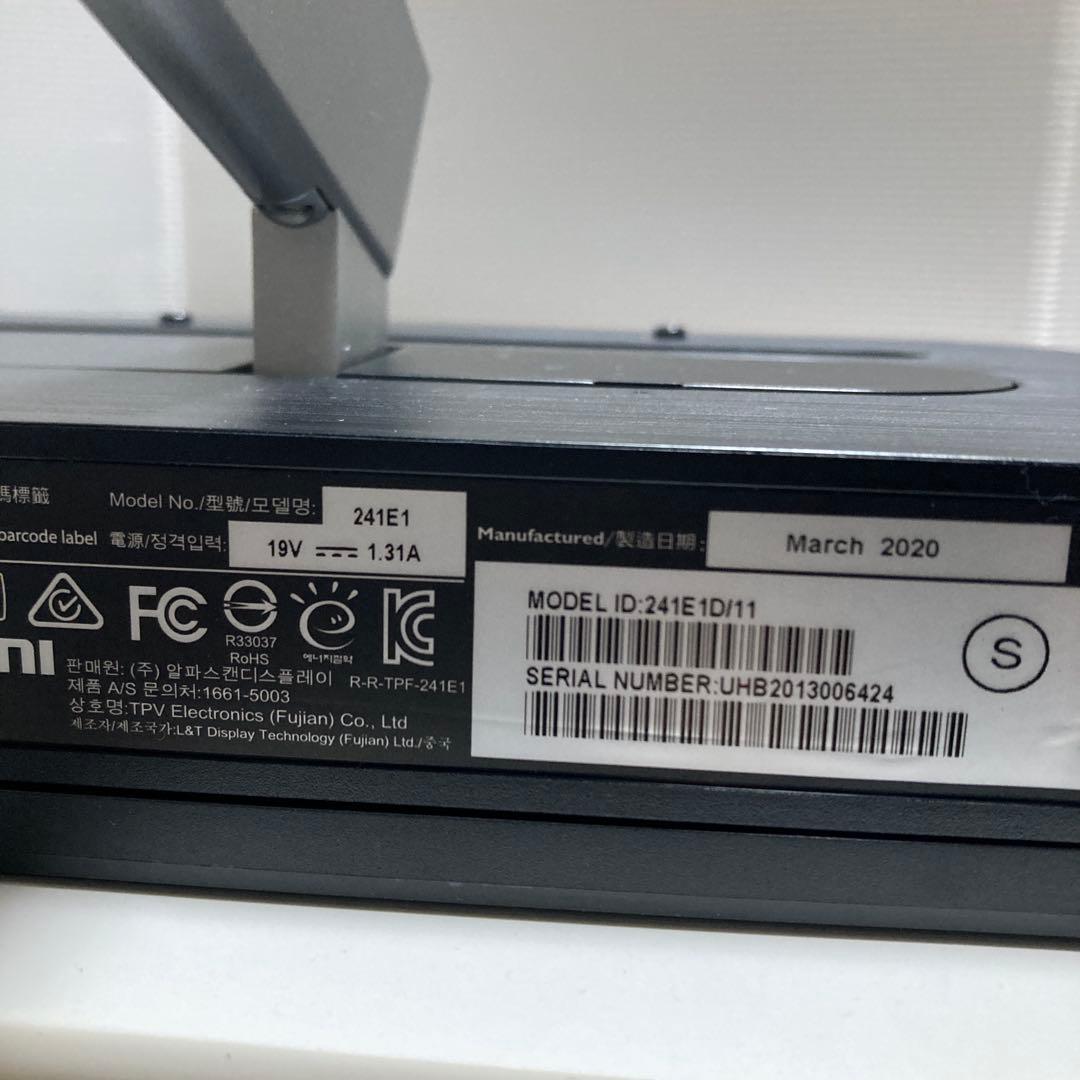 碼標籤
barcode label
Model No./型號/모델명:
241E1
電源/정격입력:
19V ⎓ 1.31A
Manufactured/製造日期:
March 2020
FC
R33037
RoHS
에너지절약
R-R-TPF-241E1
MI
판매원: (주) 알파스캔디스플레이
제품 A/S 문의처:1661-5003
상호명:TPV Electronics (Fujian) Co., Ltd
제조자/제조국가:L&T Display Technology (Fujian) Ltd./중국
MODEL ID:241E1D/11
SERIAL NUMBER:UHB2013006424
S